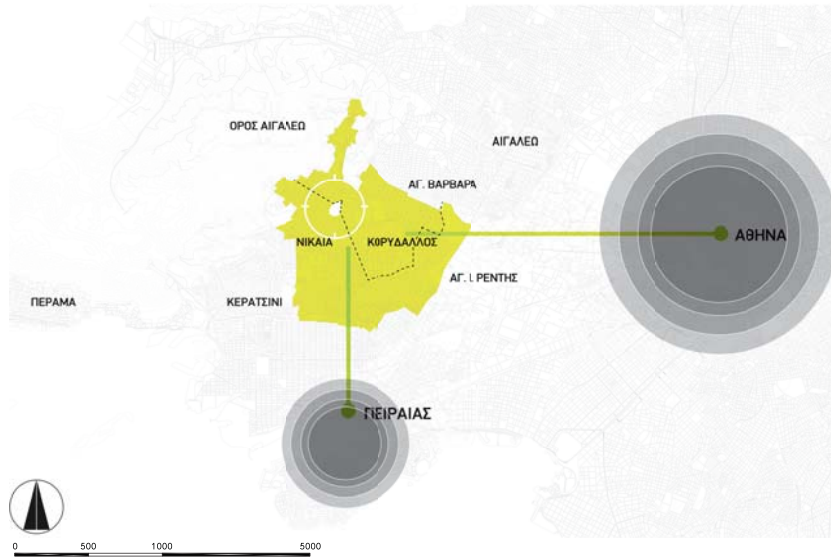 ΟΡΟΣ ΑΙΓΑΛΕΩ
ΑΙΓΑΛΕΩ
ΑΓ. ΒΑΡΒΑΡΑ
ΑΘΗΝΑ
ΝΙΚΑΙΑ
ΚΟΡΥΔΑΛΛΟΣ
ΑΓ. Ι. ΡΕΝΤΗΣ
ΠΕΡΑΜΑ
ΚΕΡΑΤΣΙΝΙ
ΠΕΙΡΑΙΑΣ
0 500 1000 5000